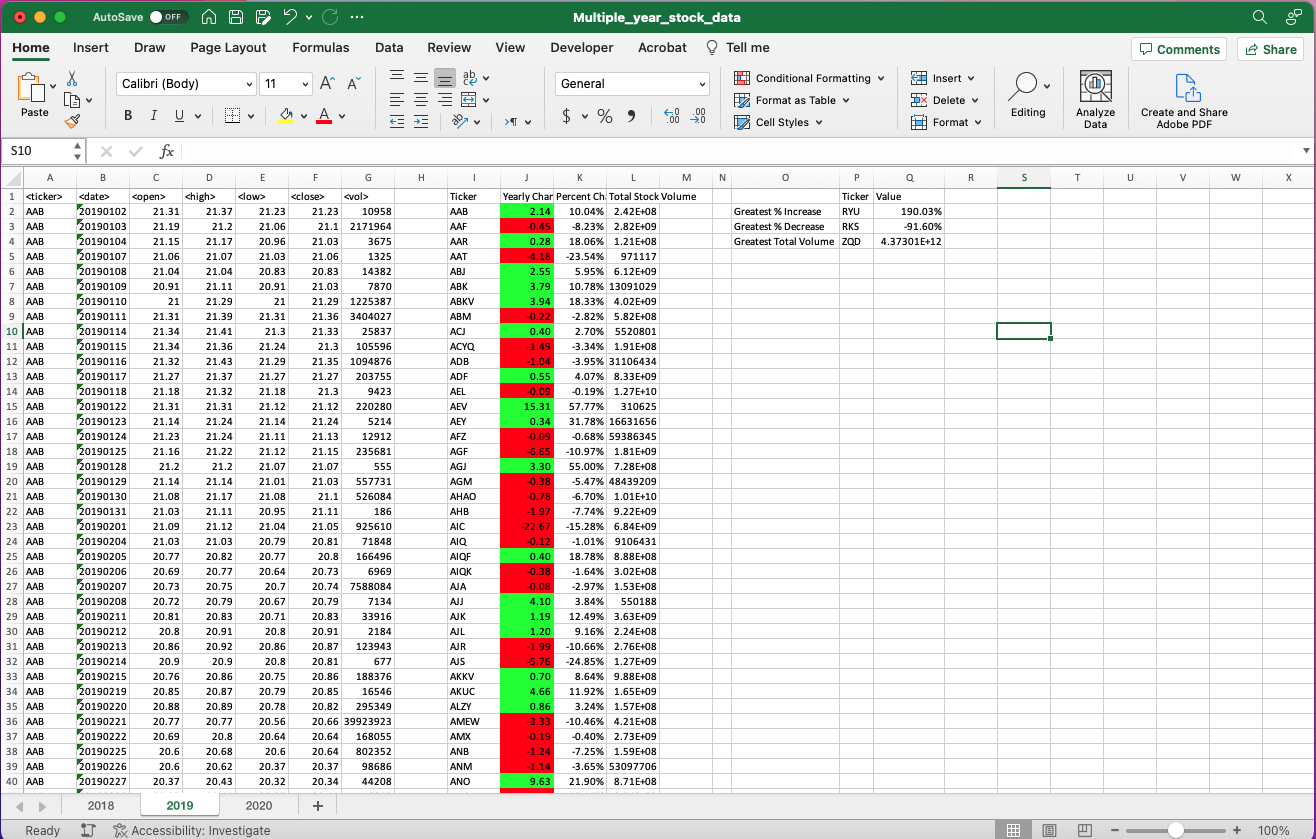 AutoSave OFF Multiple_year_stock_data
Home Insert Draw Page Layout Formulas Data Review View Developer Acrobat Tell me Comments Share
Paste Calibri (Body) 11 A^ A˅ ab General Conditional Formatting Insert
B I U A $ % 9 .00 Format as Table Delete Editing Analyze Data Create and Share Adobe PDF
Cell Styles Format
S10 fx
A B C D E F G H I J K L M N O P Q R S T U V W X
1 <ticker> <date> <open> <high> <low> <close> <vol> Ticker Yearly Char Percent Ch Total Stock Volume Ticker Value
2 AAB 20190102 21.31 21.37 21.23 21.23 10958 AAB 2.14 10.04% 2.42E+08 Greatest % Increase RYU 190.03%
3 AAB 20190103 21.19 21.2 21.06 21.1 2171964 AAF -0.45 -8.23% 2.82E+09 Greatest % Decrease RKS -91.60%
4 AAB 20190104 21.15 21.17 20.96 21.03 3675 AAR 0.28 18.06% 1.21E+08 Greatest Total Volume ZQD 4.37301E+12
5 AAB 20190107 21.06 21.07 21.03 21.06 1325 AAT -4.18 -23.54% 971117
6 AAB 20190108 21.04 21.04 20.83 20.83 14382 ABJ 2.55 5.95% 6.12E+09
7 AAB 20190109 20.91 21.11 20.91 21.03 7870 ABK 3.79 10.78% 13091029
8 AAB 20190110 21 21.29 21 21.29 1225387 ABKV 3.94 18.33% 4.02E+09
9 AAB 20190111 21.31 21.39 21.31 21.36 3404027 ABM -0.22 -2.82% 5.82E+08
10 AAB 20190114 21.34 21.41 21.3 21.33 25837 ACJ 0.40 2.70% 5520801
11 AAB 20190115 21.34 21.36 21.24 21.3 105596 ACYQ -1.49 -3.34% 1.91E+08
12 AAB 20190116 21.32 21.43 21.29 21.35 1094876 ADB -1.04 -3.95% 31106434
13 AAB 20190117 21.27 21.37 21.27 21.27 203755 ADF 0.55 4.07% 8.33E+09
14 AAB 20190118 21.18 21.32 21.18 21.3 9423 AEL -0.09 -0.19% 1.27E+10
15 AAB 20190122 21.31 21.31 21.12 21.12 220280 AEV 15.31 57.77% 310625
16 AAB 20190123 21.14 21.24 21.14 21.24 5214 AEY 0.34 31.78% 16631656
17 AAB 20190124 21.23 21.24 21.11 21.13 12912 AFZ -0.09 -0.68% 59386345
18 AAB 20190125 21.16 21.22 21.12 21.15 235681 AGF -6.65 -10.97% 1.81E+09
19 AAB 20190128 21.2 21.2 21.07 21.07 555 AGJ 3.30 55.00% 7.28E+08
20 AAB 20190129 21.14 21.14 21.01 21.03 557731 AGM -0.38 -5.47% 48439209
21 AAB 20190130 21.08 21.17 21.08 21.1 526084 AHAO -0.78 -6.70% 1.01E+10
22 AAB 20190131 21.03 21.11 20.95 21.11 186 AHB -1.97 -7.74% 9.22E+09
23 AAB 20190201 21.09 21.12 21.04 21.05 925610 AIC -22.67 -15.28% 6.84E+09
24 AAB 20190204 21.03 21.03 20.79 20.81 71848 AIQ -0.12 -1.01% 9106431
25 AAB 20190205 20.77 20.82 20.77 20.8 166496 AIQF 0.40 18.78% 8.88E+08
26 AAB 20190206 20.69 20.77 20.64 20.73 6969 AIQK -0.38 -1.64% 3.02E+08
27 AAB 20190207 20.73 20.75 20.7 20.74 7588084 AJA -0.08 -2.97% 1.53E+08
28 AAB 20190208 20.72 20.79 20.67 20.79 7134 AJJ 4.10 3.84% 550188
29 AAB 20190211 20.81 20.83 20.71 20.83 33916 AJK 1.19 12.49% 3.63E+09
30 AAB 20190212 20.8 20.91 20.8 20.91 2184 AJL 1.20 9.16% 2.24E+08
31 AAB 20190213 20.86 20.92 20.86 20.87 123943 AJR -1.99 -10.66% 2.76E+08
32 AAB 20190214 20.9 20.9 20.8 20.81 677 AJS -5.76 -24.85% 1.27E+09
33 AAB 20190215 20.76 20.86 20.75 20.86 188376 AKKV 0.70 8.64% 9.88E+08
34 AAB 20190219 20.85 20.87 20.79 20.85 16546 AKUC 4.66 11.92% 1.65E+09
35 AAB 20190220 20.88 20.89 20.78 20.82 295349 ALZY 0.86 3.24% 1.57E+08
36 AAB 20190221 20.77 20.77 20.56 20.66 39923923 AMEW -3.33 -10.46% 4.21E+08
37 AAB 20190222 20.69 20.8 20.64 20.64 168055 AMX -0.19 -0.40% 2.73E+09
38 AAB 20190225 20.6 20.68 20.6 20.64 802352 ANB -1.24 -7.25% 1.59E+08
39 AAB 20190226 20.6 20.62 20.37 20.37 98686 ANM -1.14 -3.65% 53097706
40 AAB 20190227 20.37 20.43 20.32 20.34 44208 ANO 9.63 21.90% 8.71E+08
2018 2019 2020 +
Ready Accessibility: Investigate 100%